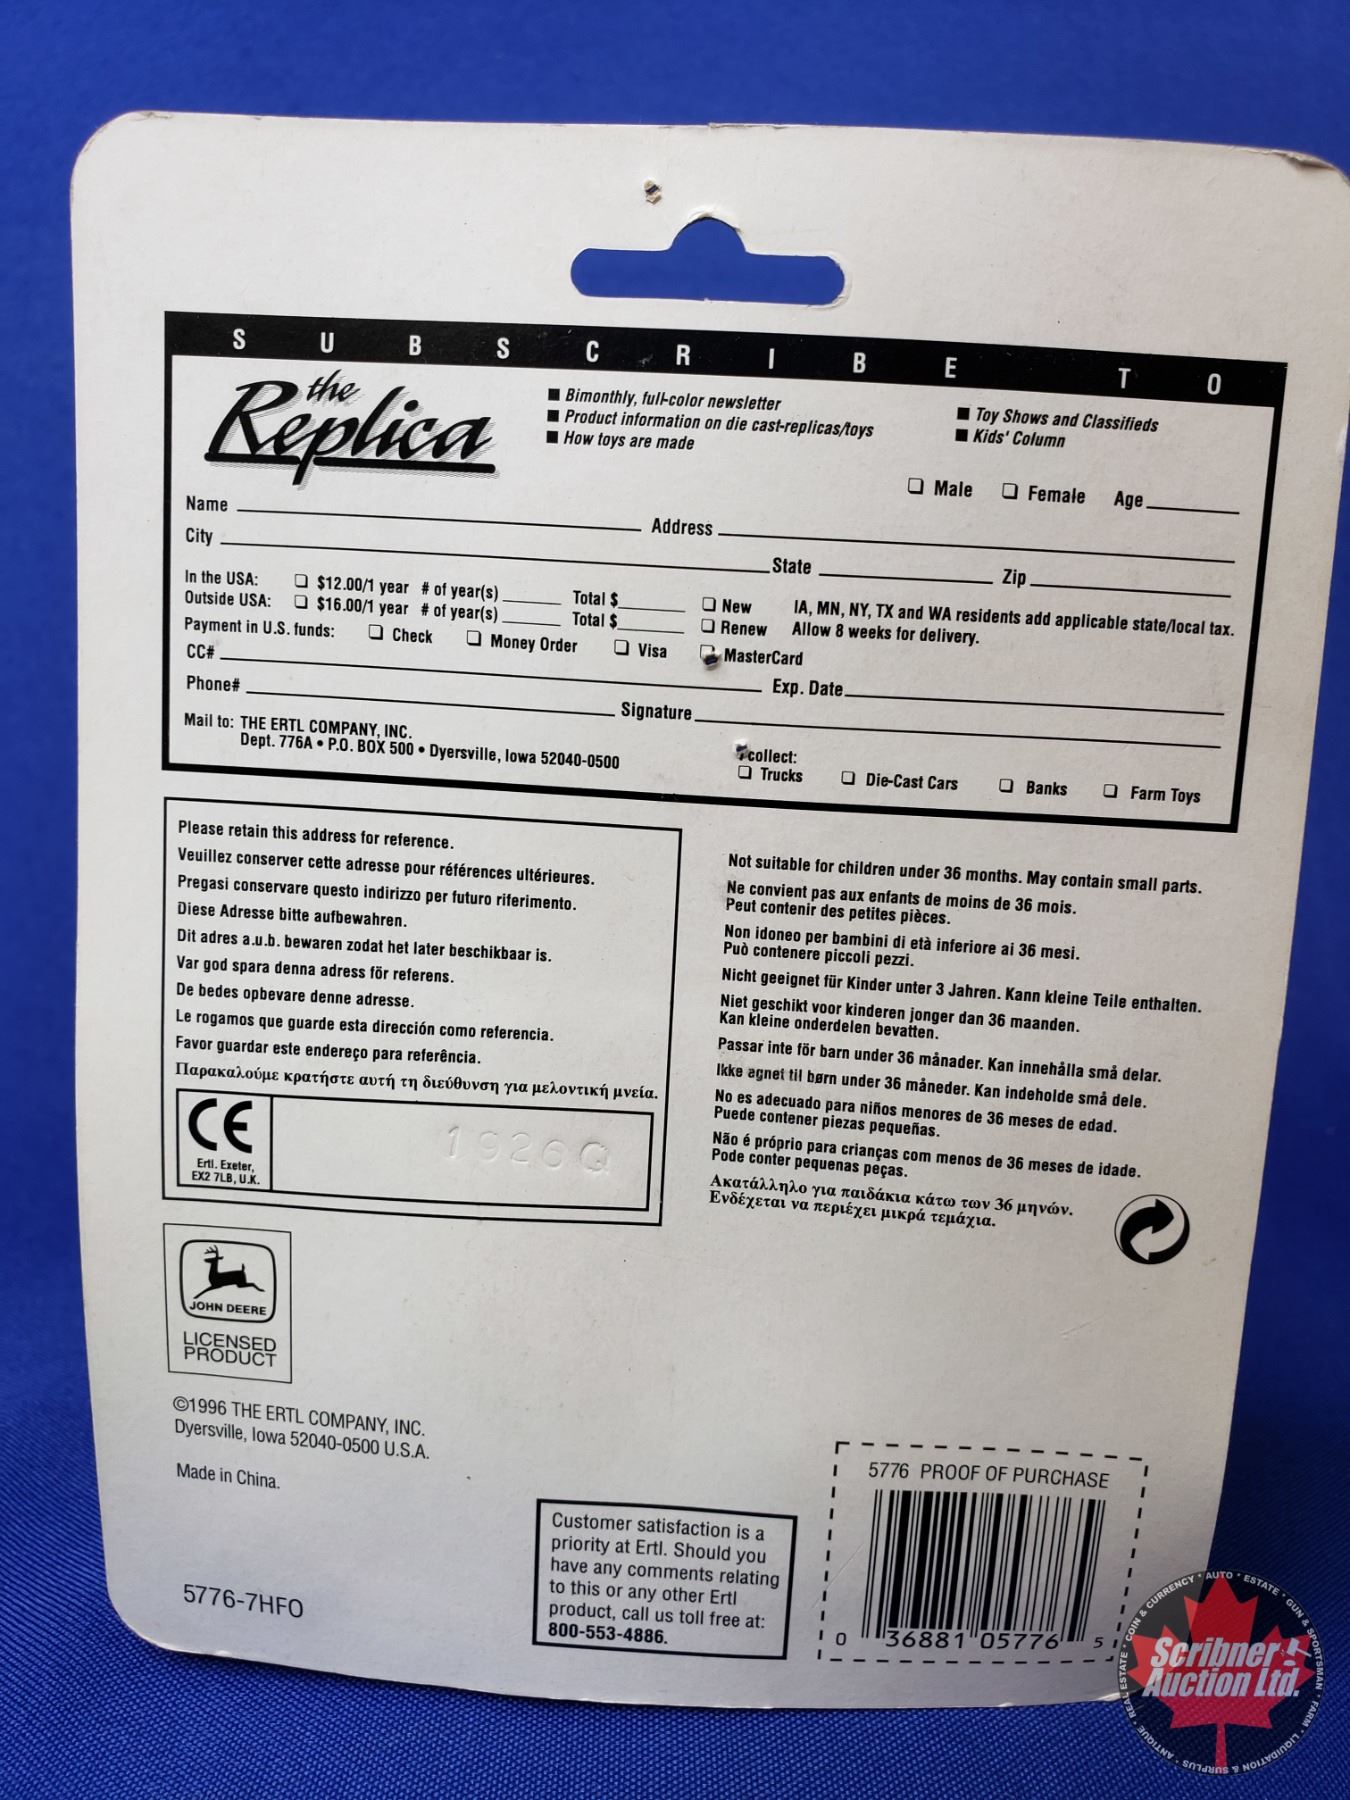 SUBSCRIBE TO
the
Replica
■ Bimonthly, full-color newsletter
■ Product information on die cast-replicas/toys
■ How toys are made
■ Toy Shows and Classifieds
■ Kids' Column
❏ Male ❏ Female Age
Name Address
City State Zip
In the USA: ❏ $12.00/1 year # of year(s) Total $
Outside USA: ❏ $16.00/1 year # of year(s) Total $
❏ New
❏ Renew
IA, MN, NY, TX and WA residents add applicable state/local tax.
Allow 8 weeks for delivery.
Payment in U.S. funds: ❏ Check ❏ Money Order ❏ Visa ❏ MasterCard
CC# Exp. Date
Phone# Signature
Mail to: THE ERTL COMPANY, INC.
Dept. 776A • P.O. BOX 500 • Dyersville, Iowa 52040-0500
collect:
❏ Trucks ❏ Die-Cast Cars ❏ Banks ❏ Farm Toys
Please retain this address for reference.
Veuillez conserver cette adresse pour références ultérieures.
Pregasi conservare questo indirizzo per futuro riferimento.
Diese Adresse bitte aufbewahren.
Dit adres a.u.b. bewaren zodat het later beschikbaar is.
Var god spara denna adress för referens.
De bedes opbevare denne adresse.
Le rogamos que guarde esta dirección como referencia.
Favor guardar este endereço para referência.
Παρακαλούμε κρατήστε αυτή τη διεύθυνση για μελοντική μνεία.
CE
Ertl. Exeter,
EX2 7LB, U.K.
1926Q
Not suitable for children under 36 months. May contain small parts.
Ne convient pas aux enfants de moins de 36 mois.
Peut contenir des petites pièces.
Non idoneo per bambini di età inferiore ai 36 mesi.
Può contenere piccoli pezzi.
Nicht geeignet für Kinder unter 3 Jahren. Kann kleine Teile enthalten.
Niet geschikt voor kinderen jonger dan 36 maanden.
Kan kleine onderdelen bevatten.
Passar inte för barn under 36 månader. Kan innehålla små delar.
Ikke egnet til børn under 36 måneder. Kan indeholde små dele.
No es adecuado para niños menores de 36 meses de edad.
Puede contener piezas pequeñas.
Não é próprio para crianças com menos de 36 meses de idade.
Pode conter pequenas peças.
Ακατάλληλο για παιδάκια κάτω των 36 μηνών.
Ενδέχεται να περιέχει μικρά τεμάχια.
JOHN DEERE
LICENSED
PRODUCT
©1996 THE ERTL COMPANY, INC.
Dyersville, Iowa 52040-0500 U.S.A.
Made in China.
5776-7HFO
Customer satisfaction is a
priority at Ertl. Should you
have any comments relating
to this or any other Ertl
product, call us toll free at:
800-553-4886.
5776 PROOF OF PURCHASE
0 36881 05776 5
Scribner
Auction Ltd.
REAL ESTATE • COIN & CURRENCY • AUTO • ESTATE • GUN & SPORTSMAN • FARM • LIQUIDATION & SURPLUS • ANTIQUE •